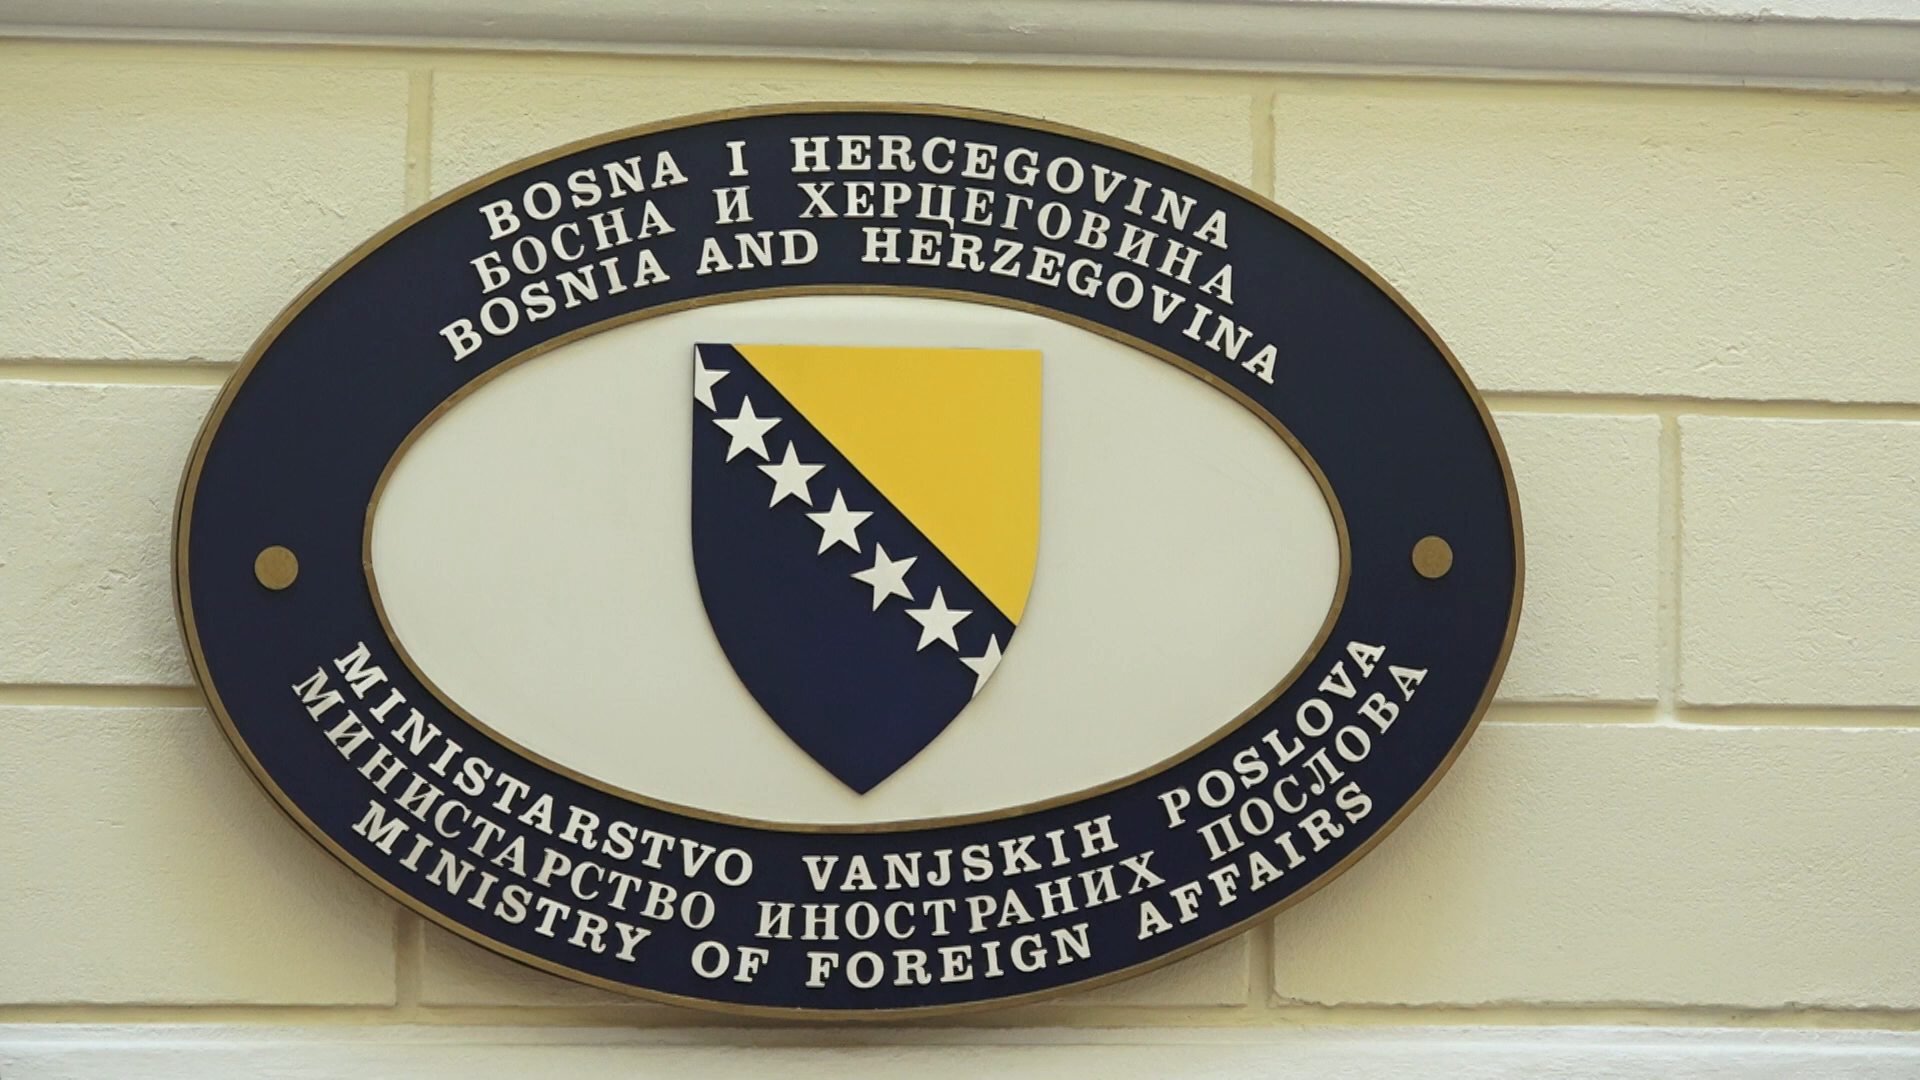 BOSNA I HERCEGOVINA
БОСНА И ХЕРЦЕГОВИНА
BOSNIA AND HERZEGOVINA
MINISTARSTVO VANJSKIH POSLOVA
МИНИСТАРСТВО ИНОСТРАНИХ ПОСЛОВА
MINISTRY OF FOREIGN AFFAIRS